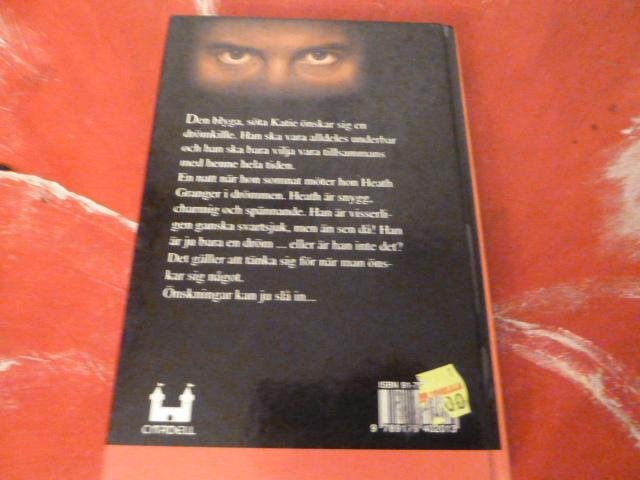 Den blyga, söta Katie önskar sig en
drömkille. Han ska vara alldeles underbar
och han ska bara vilja vara tillsammans
med henne hela tiden.
En natt när hon somnat möter hon Heath
Granger i drömmen. Heath är snygg,
charmig och spännande. Han är visserli-
gen ganska svartsjuk, men än sen då! Han
är ju bara en dröm ... eller är han inte det?
Det gäller att tänka sig för när man öns-
kar sig något.
Önskningar kan ju slå in...
ISBN 91-7
CITADELL